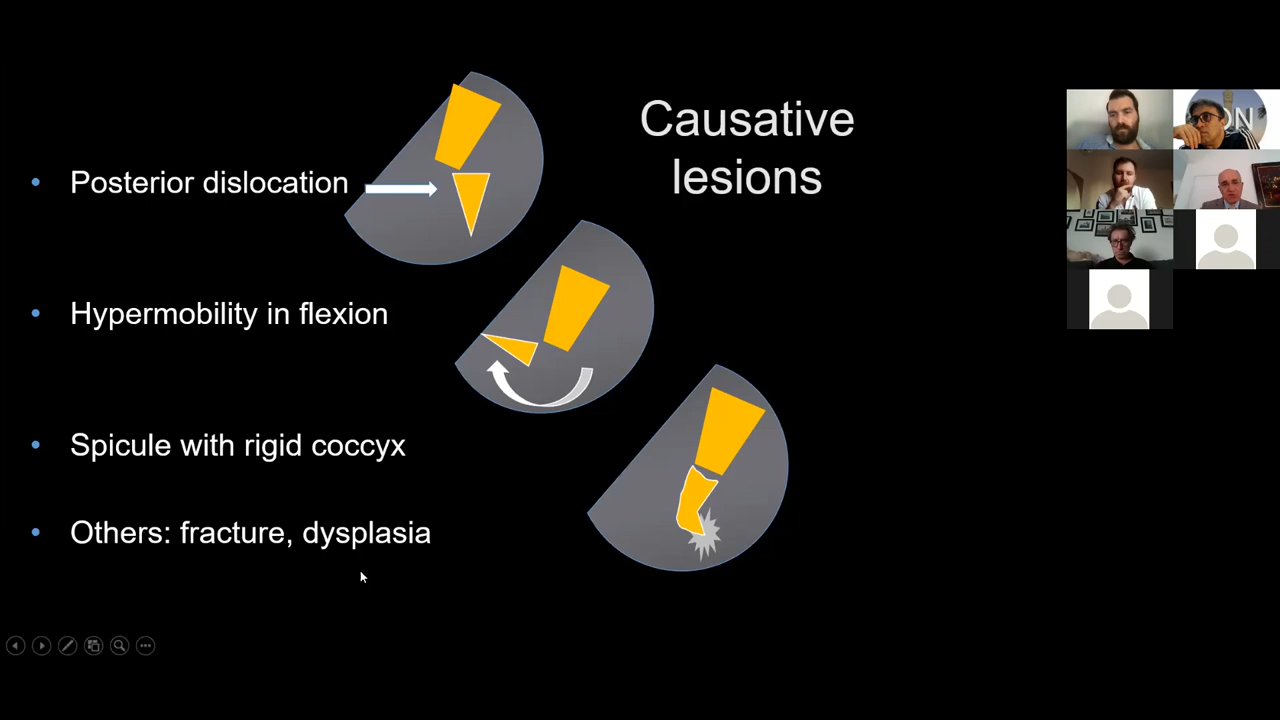 Causative
lesions
Posterior dislocation
Hypermobility in flexion
Spicule with rigid coccyx
Others: fracture, dysplasia